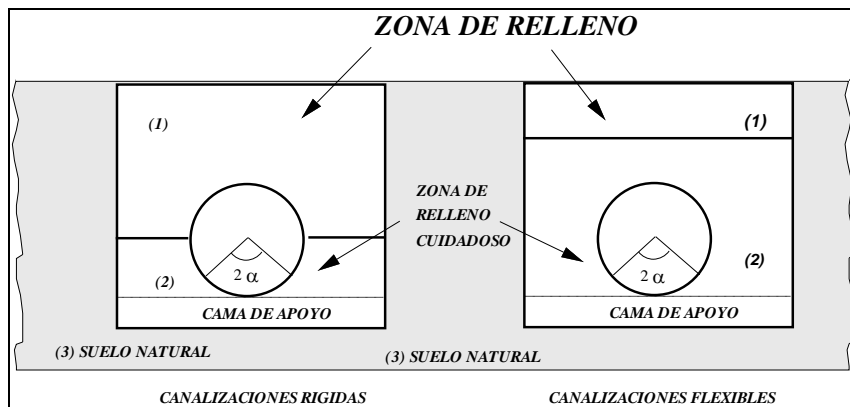 ZONA DE RELLENO
(1)
(1)
ZONA DE
RELLENO
CUIDADOSO
(2)
2 α
2 α
(2)
CAMA DE APOYO
CAMA DE APOYO
(3) SUELO NATURAL
(3) SUELO NATURAL
CANALIZACIONES RIGIDAS
CANALIZACIONES FLEXIBLES